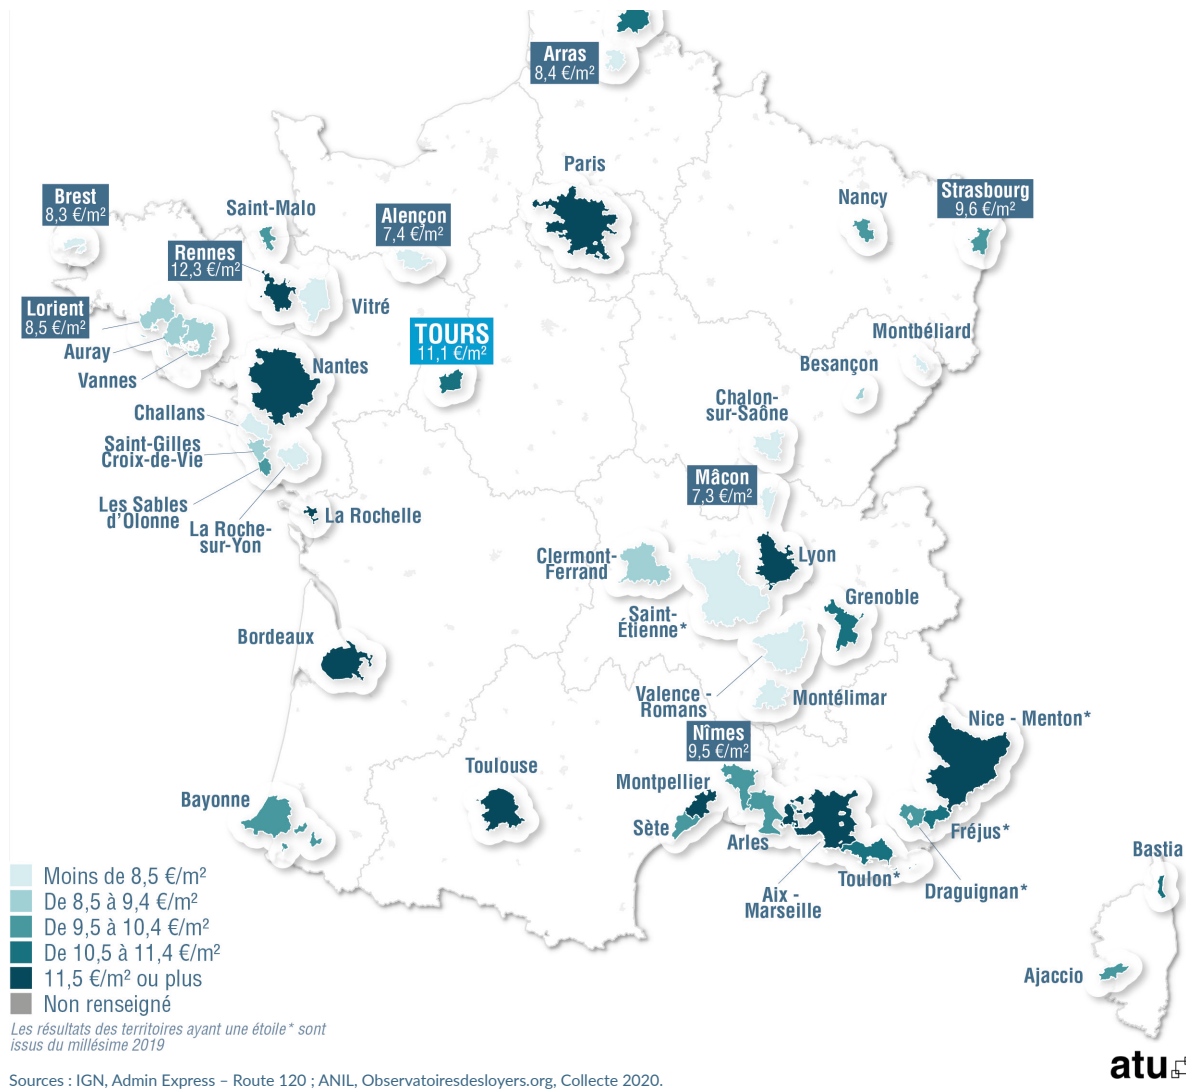 Arras
8,4 €/m²
Paris
Brest
8,3 €/m²
Saint-Malo
Alençon
7,4 €/m²
Nancy
Strasbourg
9,6 €/m²
Rennes
12,3 €/m²
Vitré
Lorient
8,5 €/m²
TOURS
11,1 €/m²
Auray
Vannes
Nantes
Montbéliard
Besançon
Challans
Chalon-
sur-Saône
Saint-Gilles
Croix-de-Vie
Mâcon
7,3 €/m²
Les Sables
d'Olonne
La Roche-
sur-Yon
La Rochelle
Clermont-
Ferrand
Lyon
Saint-
Étienne*
Grenoble
Bordeaux
Valence -
Romans
Montélimar
Nîmes
9,5 €/m²
Nice - Menton*
Toulouse
Montpellier
Bayonne
Sète
Arles
Fréjus*
Toulon*
Draguignan*
Aix -
Marseille
Bastia
Ajaccio
Moins de 8,5 €/m²
De 8,5 à 9,4 €/m²
De 9,5 à 10,4 €/m²
De 10,5 à 11,4 €/m²
11,5 €/m² ou plus
Non renseigné
Les résultats des territoires ayant une étoile* sont
issus du millésime 2019
Sources : IGN, Admin Express – Route 120 ; ANIL, Observatoiresdesloyers.org, Collecte 2020.
atu